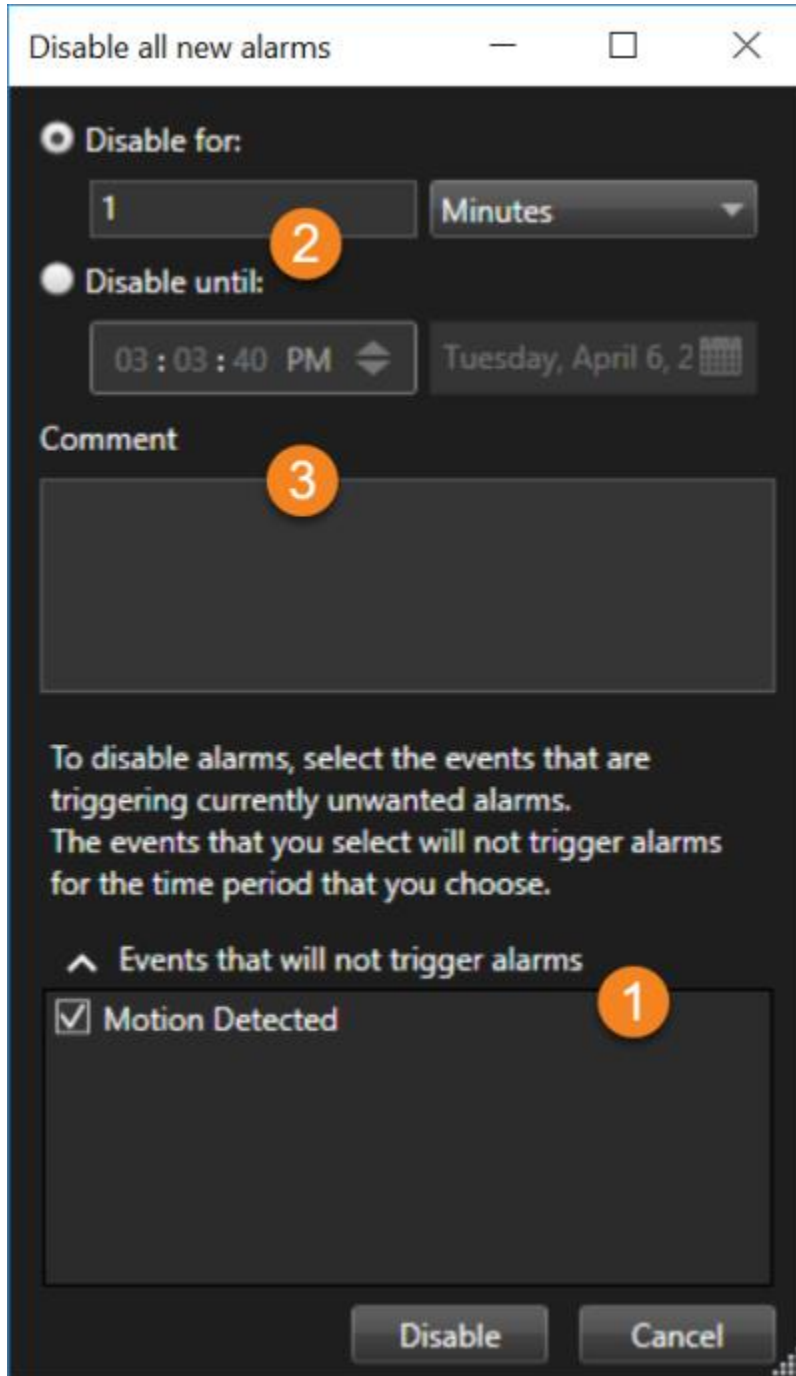 Disable all new alarms
Disable for:
1 Minutes
2
Disable until:
03 : 03 : 40 PM Tuesday, April 6, 2
Comment
3
To disable alarms, select the events that are
triggering currently unwanted alarms.
The events that you select will not trigger alarms
for the time period that you choose.
Events that will not trigger alarms
1
Motion Detected
Disable Cancel